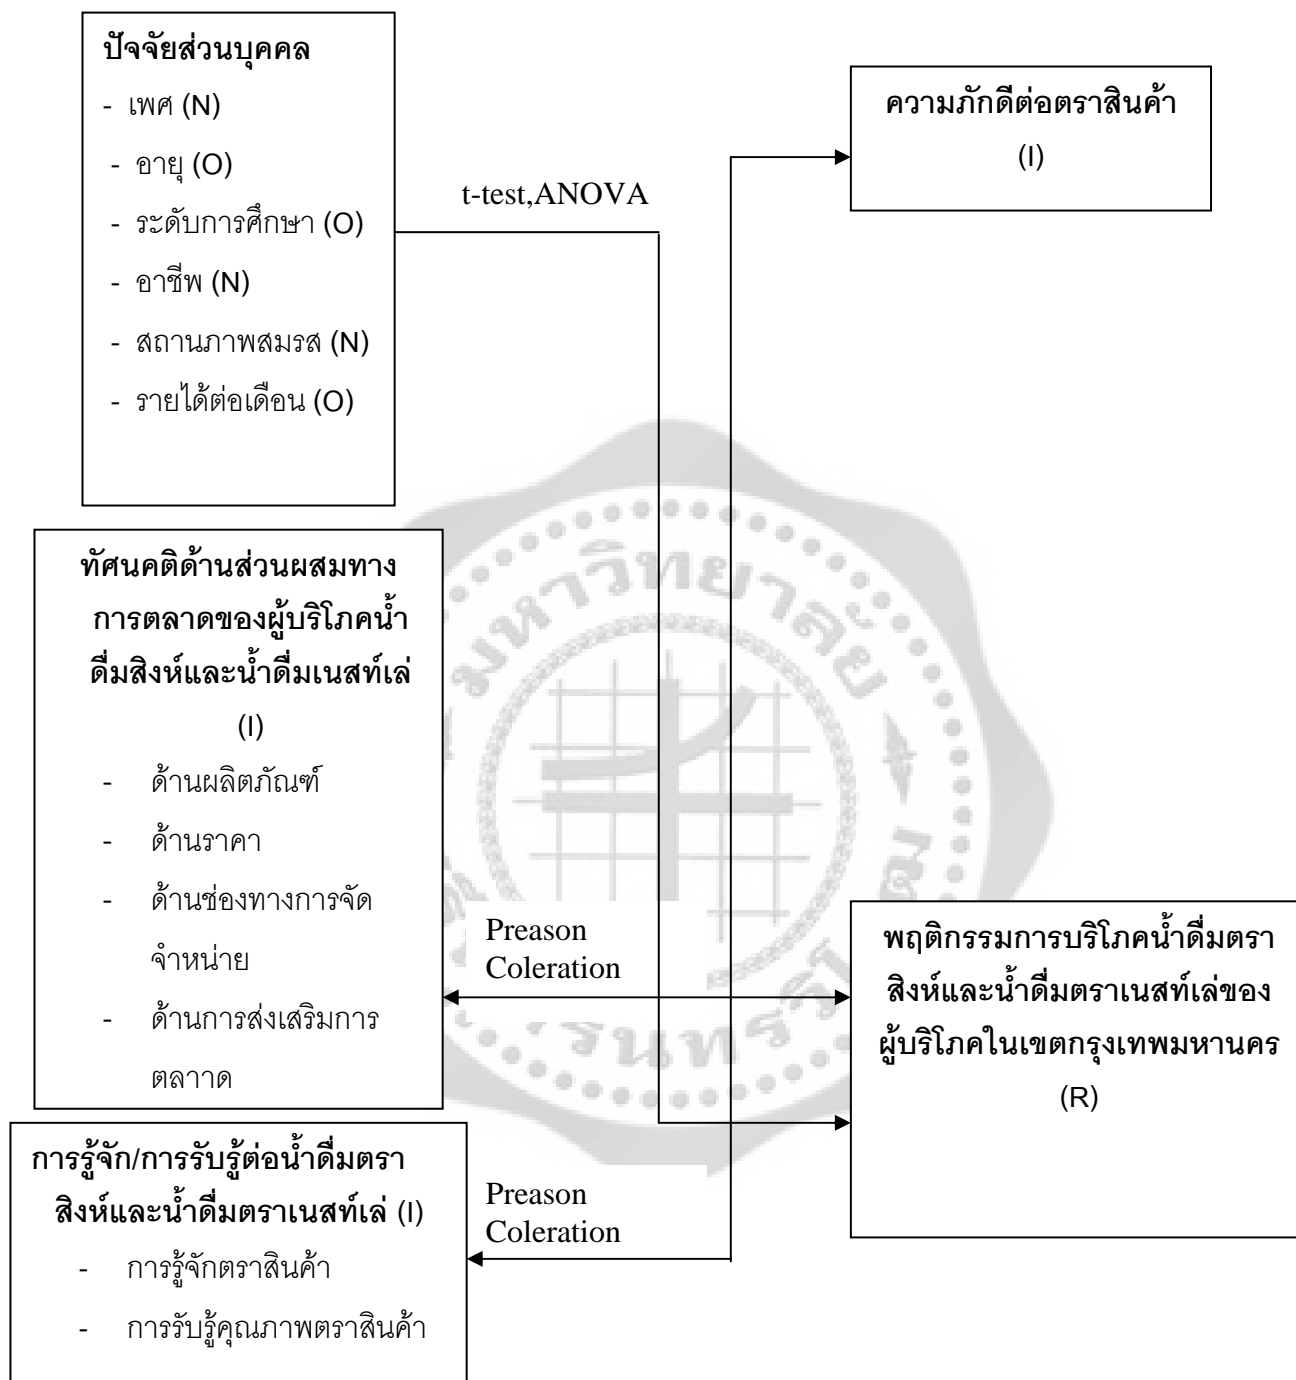 ปัจจัยส่วนบุคคล
- เพศ (N)
- อายุ (O)
- ระดับการศึกษา (O)
- อาชีพ (N)
- สถานภาพสมรส (N)
- รายได้ต่อเดือน (O)
t-test,ANOVA
ความภักดีต่อตราสินค้า
(I)
ทัศนคติด้านส่วนผสมทาง
การตลาดของผู้บริโภคน้ำ
ดื่มสิงห์และน้ำดื่มเนสท์เล่
(I)
- ด้านผลิตภัณฑ์
- ด้านราคา
- ด้านช่องทางการจัด
จำหน่าย
- ด้านการส่งเสริมการ
ตลาาด
Preason
Coleration
พฤติกรรมการบริโภคน้ำดื่มตรา
สิงห์และน้ำดื่มตราเนสท์เล่ของ
ผู้บริโภคในเขตกรุงเทพมหานคร
(R)
การรู้จัก/การรับรู้ต่อน้ำดื่มตรา
สิงห์และน้ำดื่มตราเนสท์เล่ (I)
- การรู้จักตราสินค้า
- การรับรู้คุณภาพตราสินค้า
Preason
Coleration
มหาวิทยาลัย